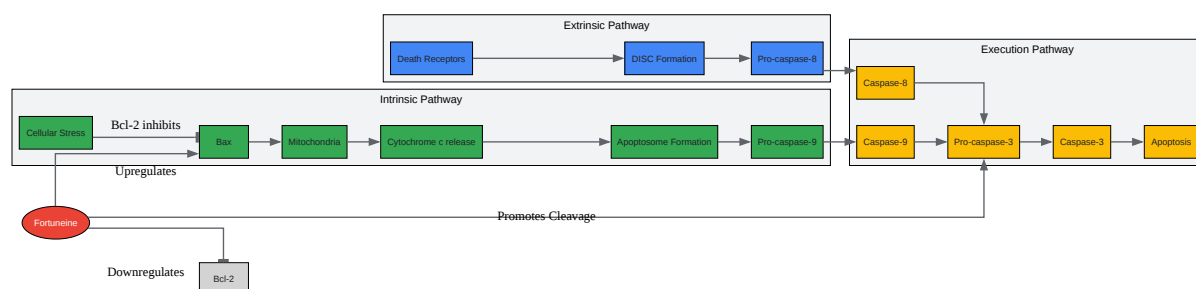 Extrinsic Pathway
Death Receptors
DISC Formation
Pro-caspase-8
Execution Pathway
Caspase-8
Intrinsic Pathway
Cellular Stress
Bcl-2 inhibits
Bax
Mitochondria
Cytochrome c release
Apoptosome Formation
Pro-caspase-9
Caspase-9
Pro-caspase-3
Caspase-3
Apoptosis
Upregulates
Fortuneine
Promotes Cleavage
Downregulates
Bcl-2